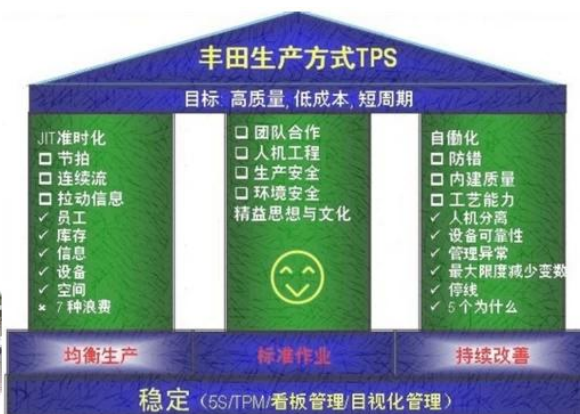 丰田生产方式TPS
目标 高质量, 低成本, 短周期
JIT准时化
节拍
连续流
拉动信息
✓ 员工
✓ 库存
✓ 信息
✓ 设备
✓ 空间
× 7种浪费
团队合作
人机工程
生产安全
环境安全
精益思想与文化
自働化
防错
内建质量
工艺能力
✓ 人机分离
✓ 设备可靠性
✓ 管理异常
✓ 最大限度减少变数
✓ 停线
✓ 5个为什么
均衡生产
标准作业
持续改善
稳定（5S/TPM/看板管理/目视化管理）